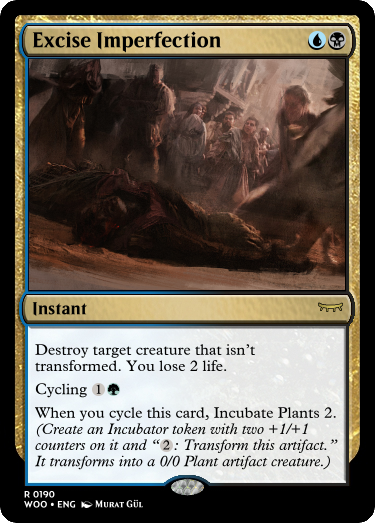 Excise Imperfection
Instant
Destroy target creature that isn't
transformed. You lose 2 life.
Cycling 1
When you cycle this card, Incubate Plants 2.
(Create an Incubator token with two +1/+1
counters on it and “2: Transform this artifact.”
It transforms into a 0/0 Plant artifact creature.)
R 0190
WOO • ENG Murat Gül